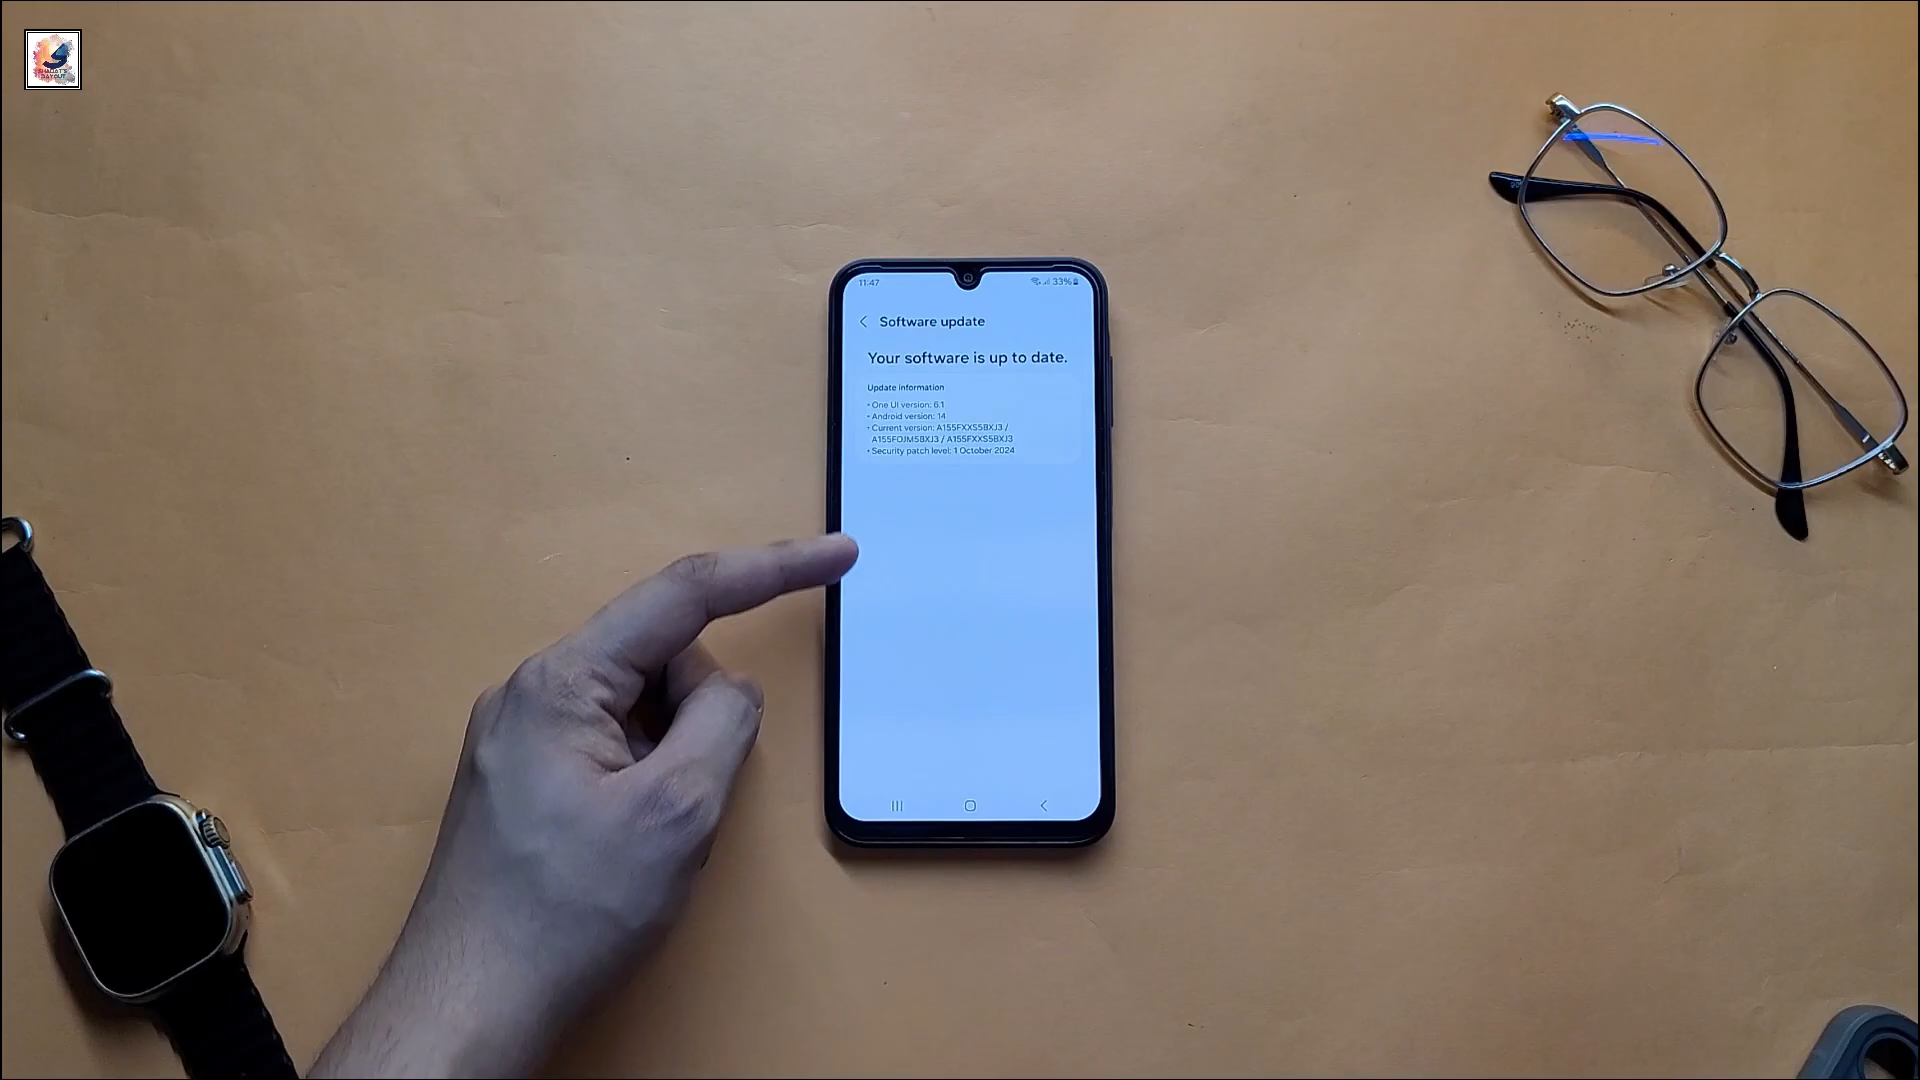 11:47
33%
Software update
Your software is up to date.
Update information
• One UI version: 6.1
• Android version: 14
• Current version: A155FXXS5BXJ3 /
A155FOJM5BXJ3 / A155FXXS5BXJ3
• Security patch level: 1 October 2024